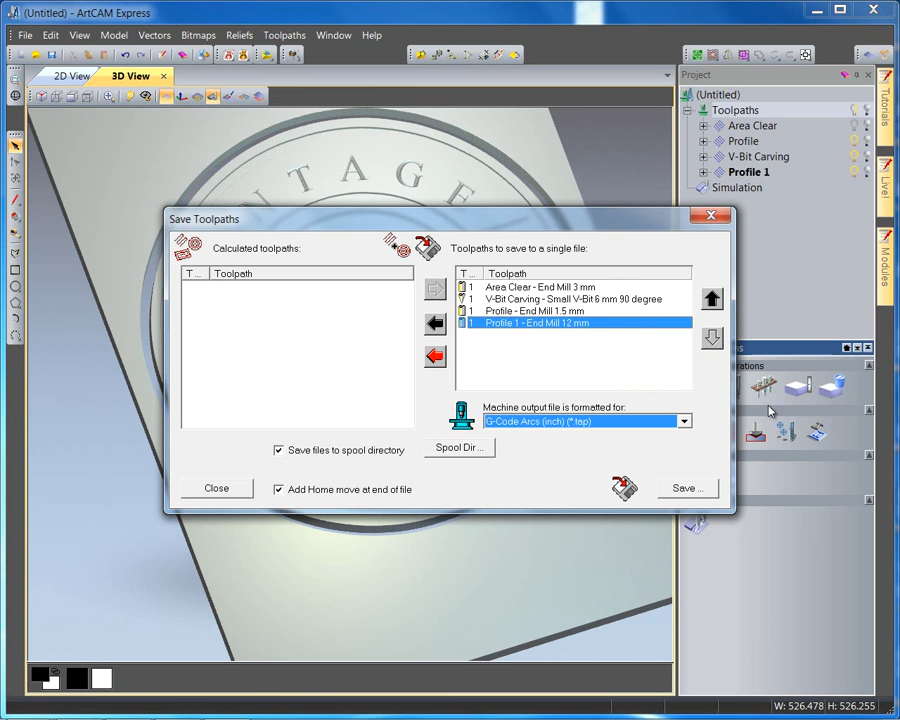 (Untitled) - ArtCAM Express
File Edit View Model Vectors Bitmaps Reliefs Toolpaths Window Help
2D View 3D View
Project
(Untitled)
Toolpaths
Area Clear
Profile
V-Bit Carving
Profile 1
Simulation
Tutorials
Live!
Modules
NTAGE
Save Toolpaths
Calculated toolpaths:
T... Toolpath
Toolpaths to save to a single file:
T... Toolpath
1 Area Clear - End Mill 3 mm
1 V-Bit Carving - Small V-Bit 6 mm 90 degree
1 Profile - End Mill 1.5 mm
1 Profile 1 - End Mill 12 mm
Machine output file is formatted for:
G-Code Arcs (inch) (*.tap)
Save files to spool directory
Spool Dir ...
Close
Add Home move at end of file
Save ...
W: 526.478 H: 526.255